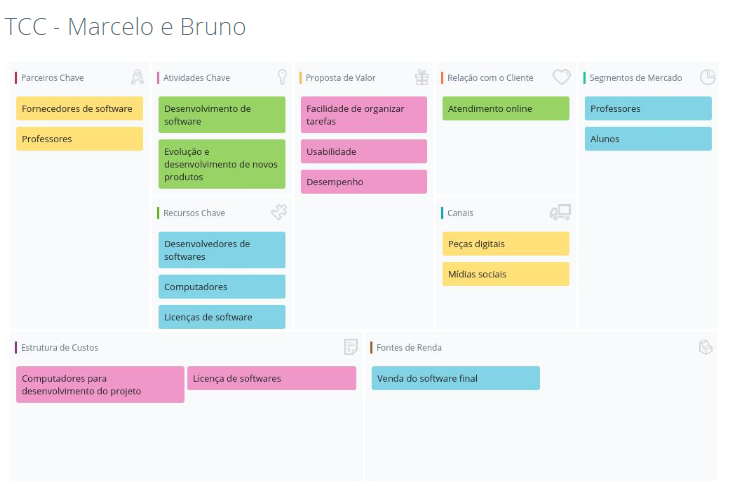 TCC - Marcelo e Bruno
Parceiros Chave
Fornecedores de software
Professores
Atividades Chave
Desenvolvimento de
software
Evolução e
desenvolvimento de novos
produtos
Recursos Chave
Desenvolvedores de
softwares
Computadores
Licenças de software
Proposta de Valor
Facilidade de organizar
tarefas
Usabilidade
Desempenho
Relação com o Cliente
Atendimento online
Canais
Peças digitais
Mídias sociais
Segmentos de Mercado
Professores
Alunos
Estrutura de Custos
Computadores para
desenvolvimento do projeto
Licença de softwares
Fontes de Renda
Venda do software final